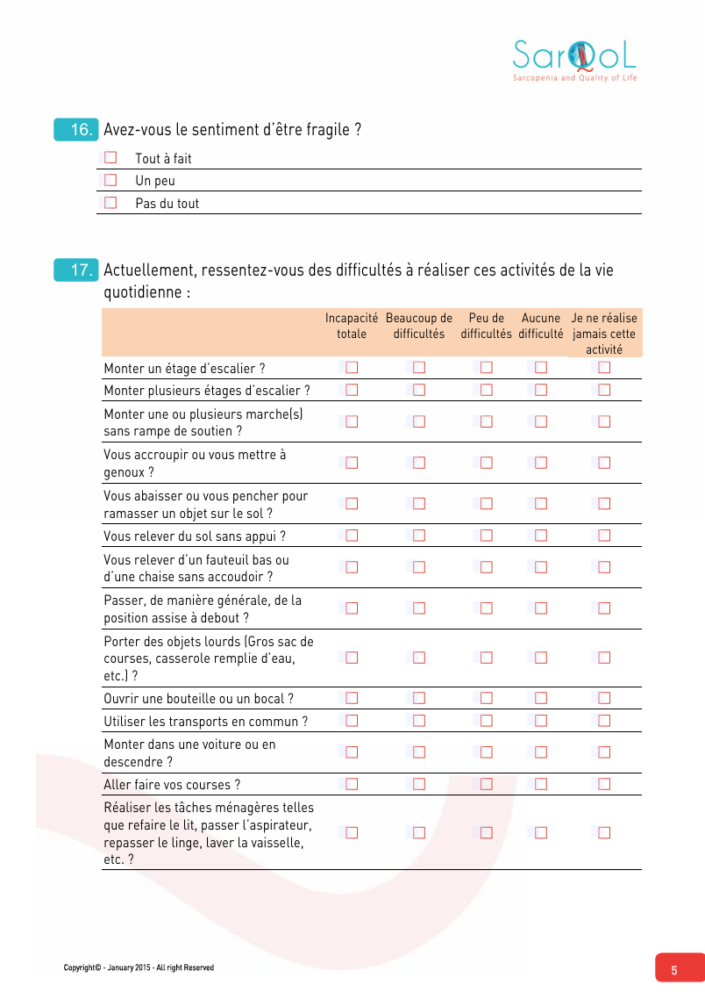 SarQoL
Sarcopenia and Quality of Life
16. Avez-vous le sentiment d’être fragile ?
Tout à fait
Un peu
Pas du tout
17. Actuellement, ressentez-vous des difficultés à réaliser ces activités de la vie
quotidienne :
Incapacité Beaucoup de Peu de Aucune Je ne réalise
totale difficultés difficultés difficulté jamais cette
activité
Monter un étage d’escalier ?
Monter plusieurs étages d’escalier ?
Monter une ou plusieurs marche(s)
sans rampe de soutien ?
Vous accroupir ou vous mettre à
genoux ?
Vous abaisser ou vous pencher pour
ramasser un objet sur le sol ?
Vous relever du sol sans appui ?
Vous relever d’un fauteuil bas ou
d’une chaise sans accoudoir ?
Passer, de manière générale, de la
position assise à debout ?
Porter des objets lourds (Gros sac de
courses, casserole remplie d’eau,
etc.) ?
Ouvrir une bouteille ou un bocal ?
Utiliser les transports en commun ?
Monter dans une voiture ou en
descendre ?
Aller faire vos courses ?
Réaliser les tâches ménagères telles
que refaire le lit, passer l’aspirateur,
repasser le linge, laver la vaisselle,
etc. ?
Copyright© - January 2015 - All right Reserved
5